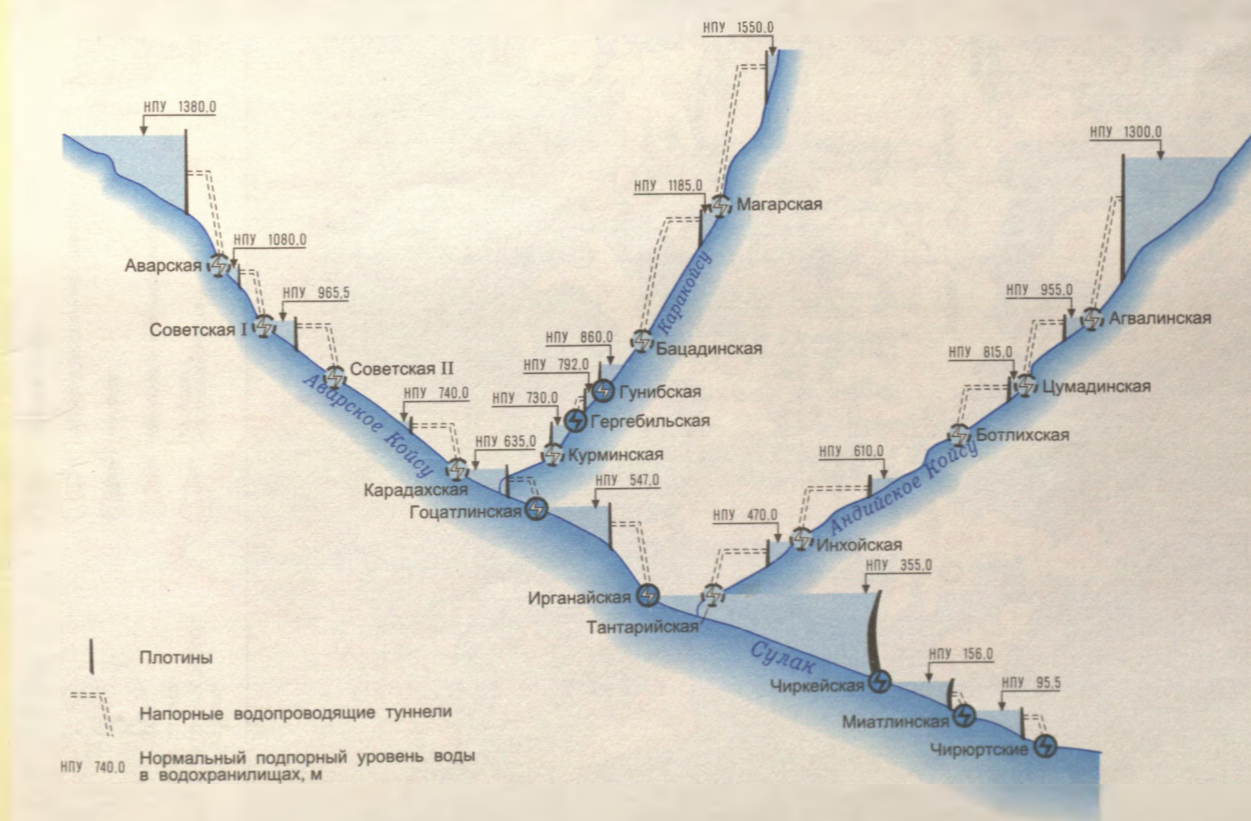 НПУ 1550.0
НПУ 1380.0
НПУ 1300.0
НПУ 1185.0
Магарская
НПУ 1080.0
Аварская
Каракойсу
НПУ 965.5
НПУ 955.0
Советская I
Агвалинская
НПУ 860.0
Бацадинская
НПУ 815.0
НПУ 792.0
Советская II
Аварское Койсу
Гунибская
Цумадинская
НПУ 740.0
НПУ 730.0
Гергебильская
НПУ 635.0
Курминская
Ботлихская
НПУ 610.0
Андийское Койсу
Карадахская
НПУ 547.0
Гоцатлинская
НПУ 470.0
Инхойская
НПУ 355.0
Ирганайская
Тантарийская
Сулак
НПУ 156.0
Чиркейская
НПУ 95.5
Миатлинская
Чирюртские
Плотины
Напорные водопроводящие туннели
НПУ 740.0
Нормальный подпорный уровень воды
в водохранилищах, м